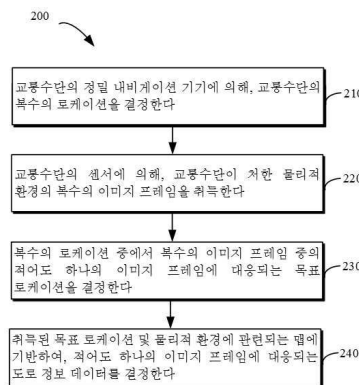 200
교통수단의 정밀 내비게이션 기기에 의해, 교통수단의
복수의 로케이션을 결정한다
210
교통수단의 센서에 의해, 교통수단이 처한 물리적
환경의 복수의 이미지 프레임을 취득한다
220
복수의 로케이션 중에서 복수의 이미지 프레임 중의
적어도 하나의 이미지 프레임에 대응되는 목표
로케이션을 결정한다
230
취득된 목표 로케이션 및 물리적 환경에 관련되는 맵에
기반하여, 적어도 하나의 이미지 프레임에 대응되는
도로 정보 데이터를 결정한다
240